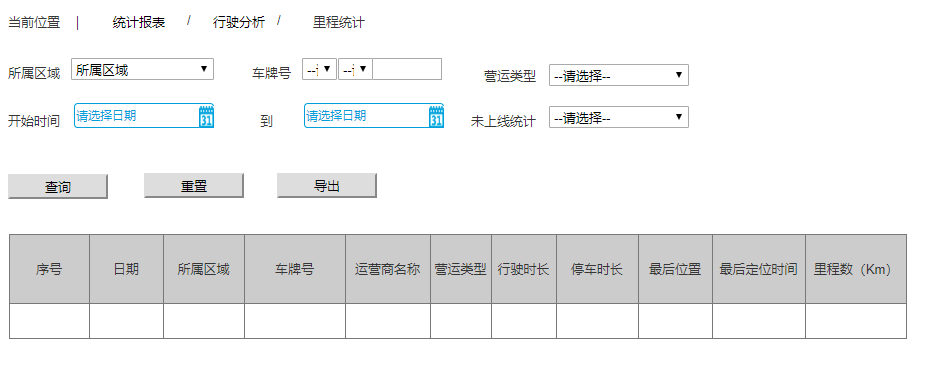 当前位置 | 统计报表 / 行驶分析 / 里程统计
所属区域 所属区域 车牌号 -- -- 营运类型 --请选择--
开始时间 请选择日期 31 到 请选择日期 31 未上线统计 --请选择--
查询 重置 导出
序号 日期 所属区域 车牌号 运营商名称 营运类型 行驶时长 停车时长 最后位置 最后定位时间 里程数（Km）